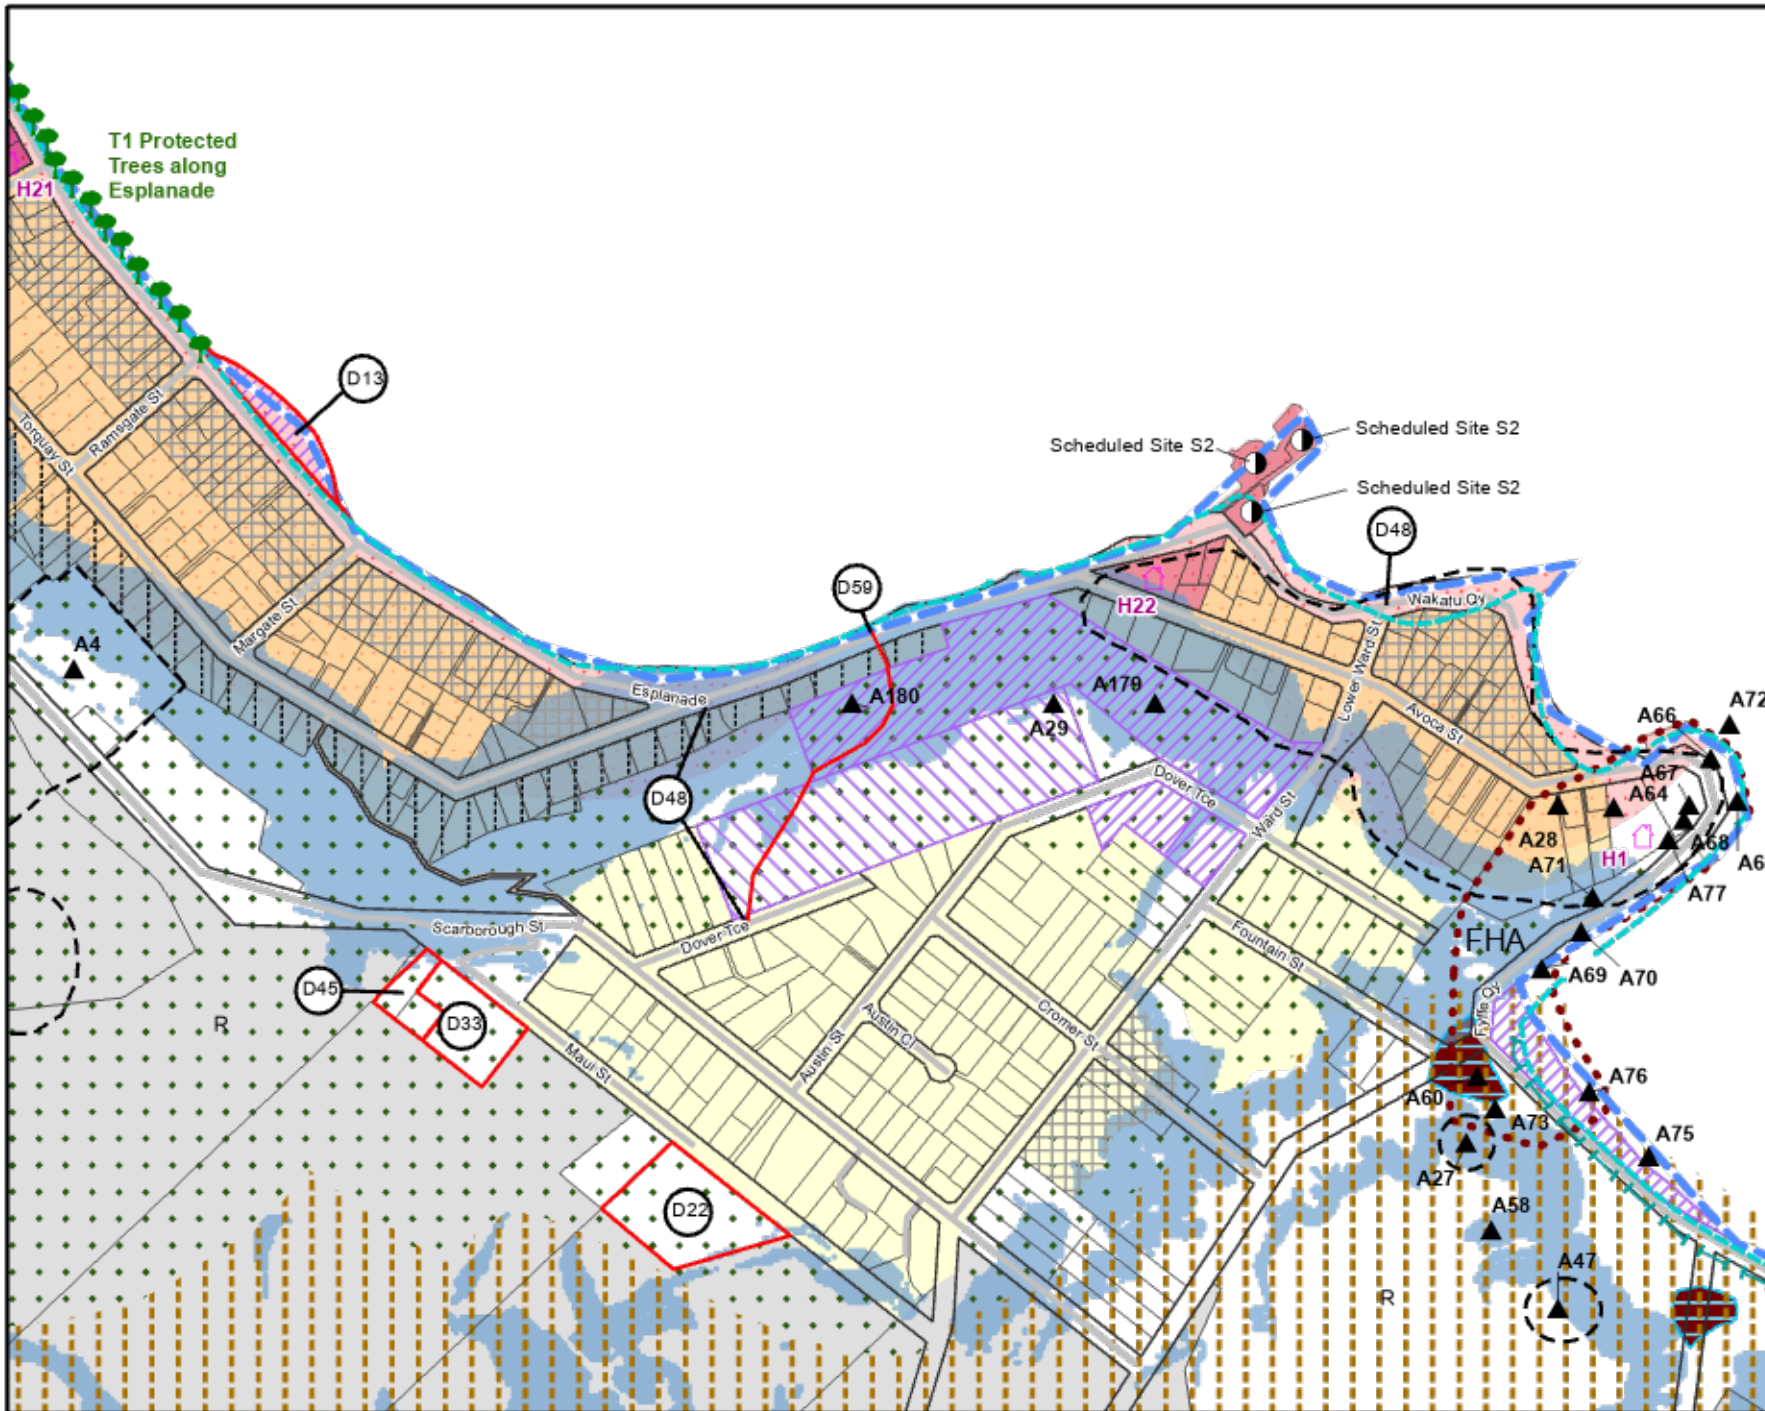 T1 Protected
Trees along
Esplanade
H21
D13
Ramsgate St
Torquay St
Scheduled Site S2
Scheduled Site S2
Scheduled Site S2
D48
D59
H22
Wakatu Qy
Margate St
A4
Esplanade
A180
A29
A179
Lower Ward St
Avoca St
A66
A72
A67
A64
D48
Dover Tce
Ward St
A28
A71
H1
A68
A6
A77
Scarborough St
Dover Tce
Fountain St
FHA
A69
A70
D45
D33
R
Fyffe Qy
Maui St
Austin St
Austin Cl
Cromer St
A60
A76
A73
A75
A27
D22
A58
A47
R